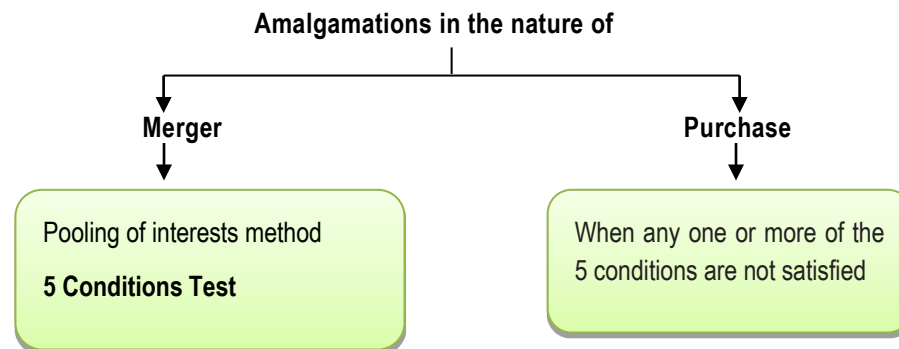 Amalgamations in the nature of
Merger
Purchase
Pooling of interests method
5 Conditions Test
When any one or more of the
5 conditions are not satisfied